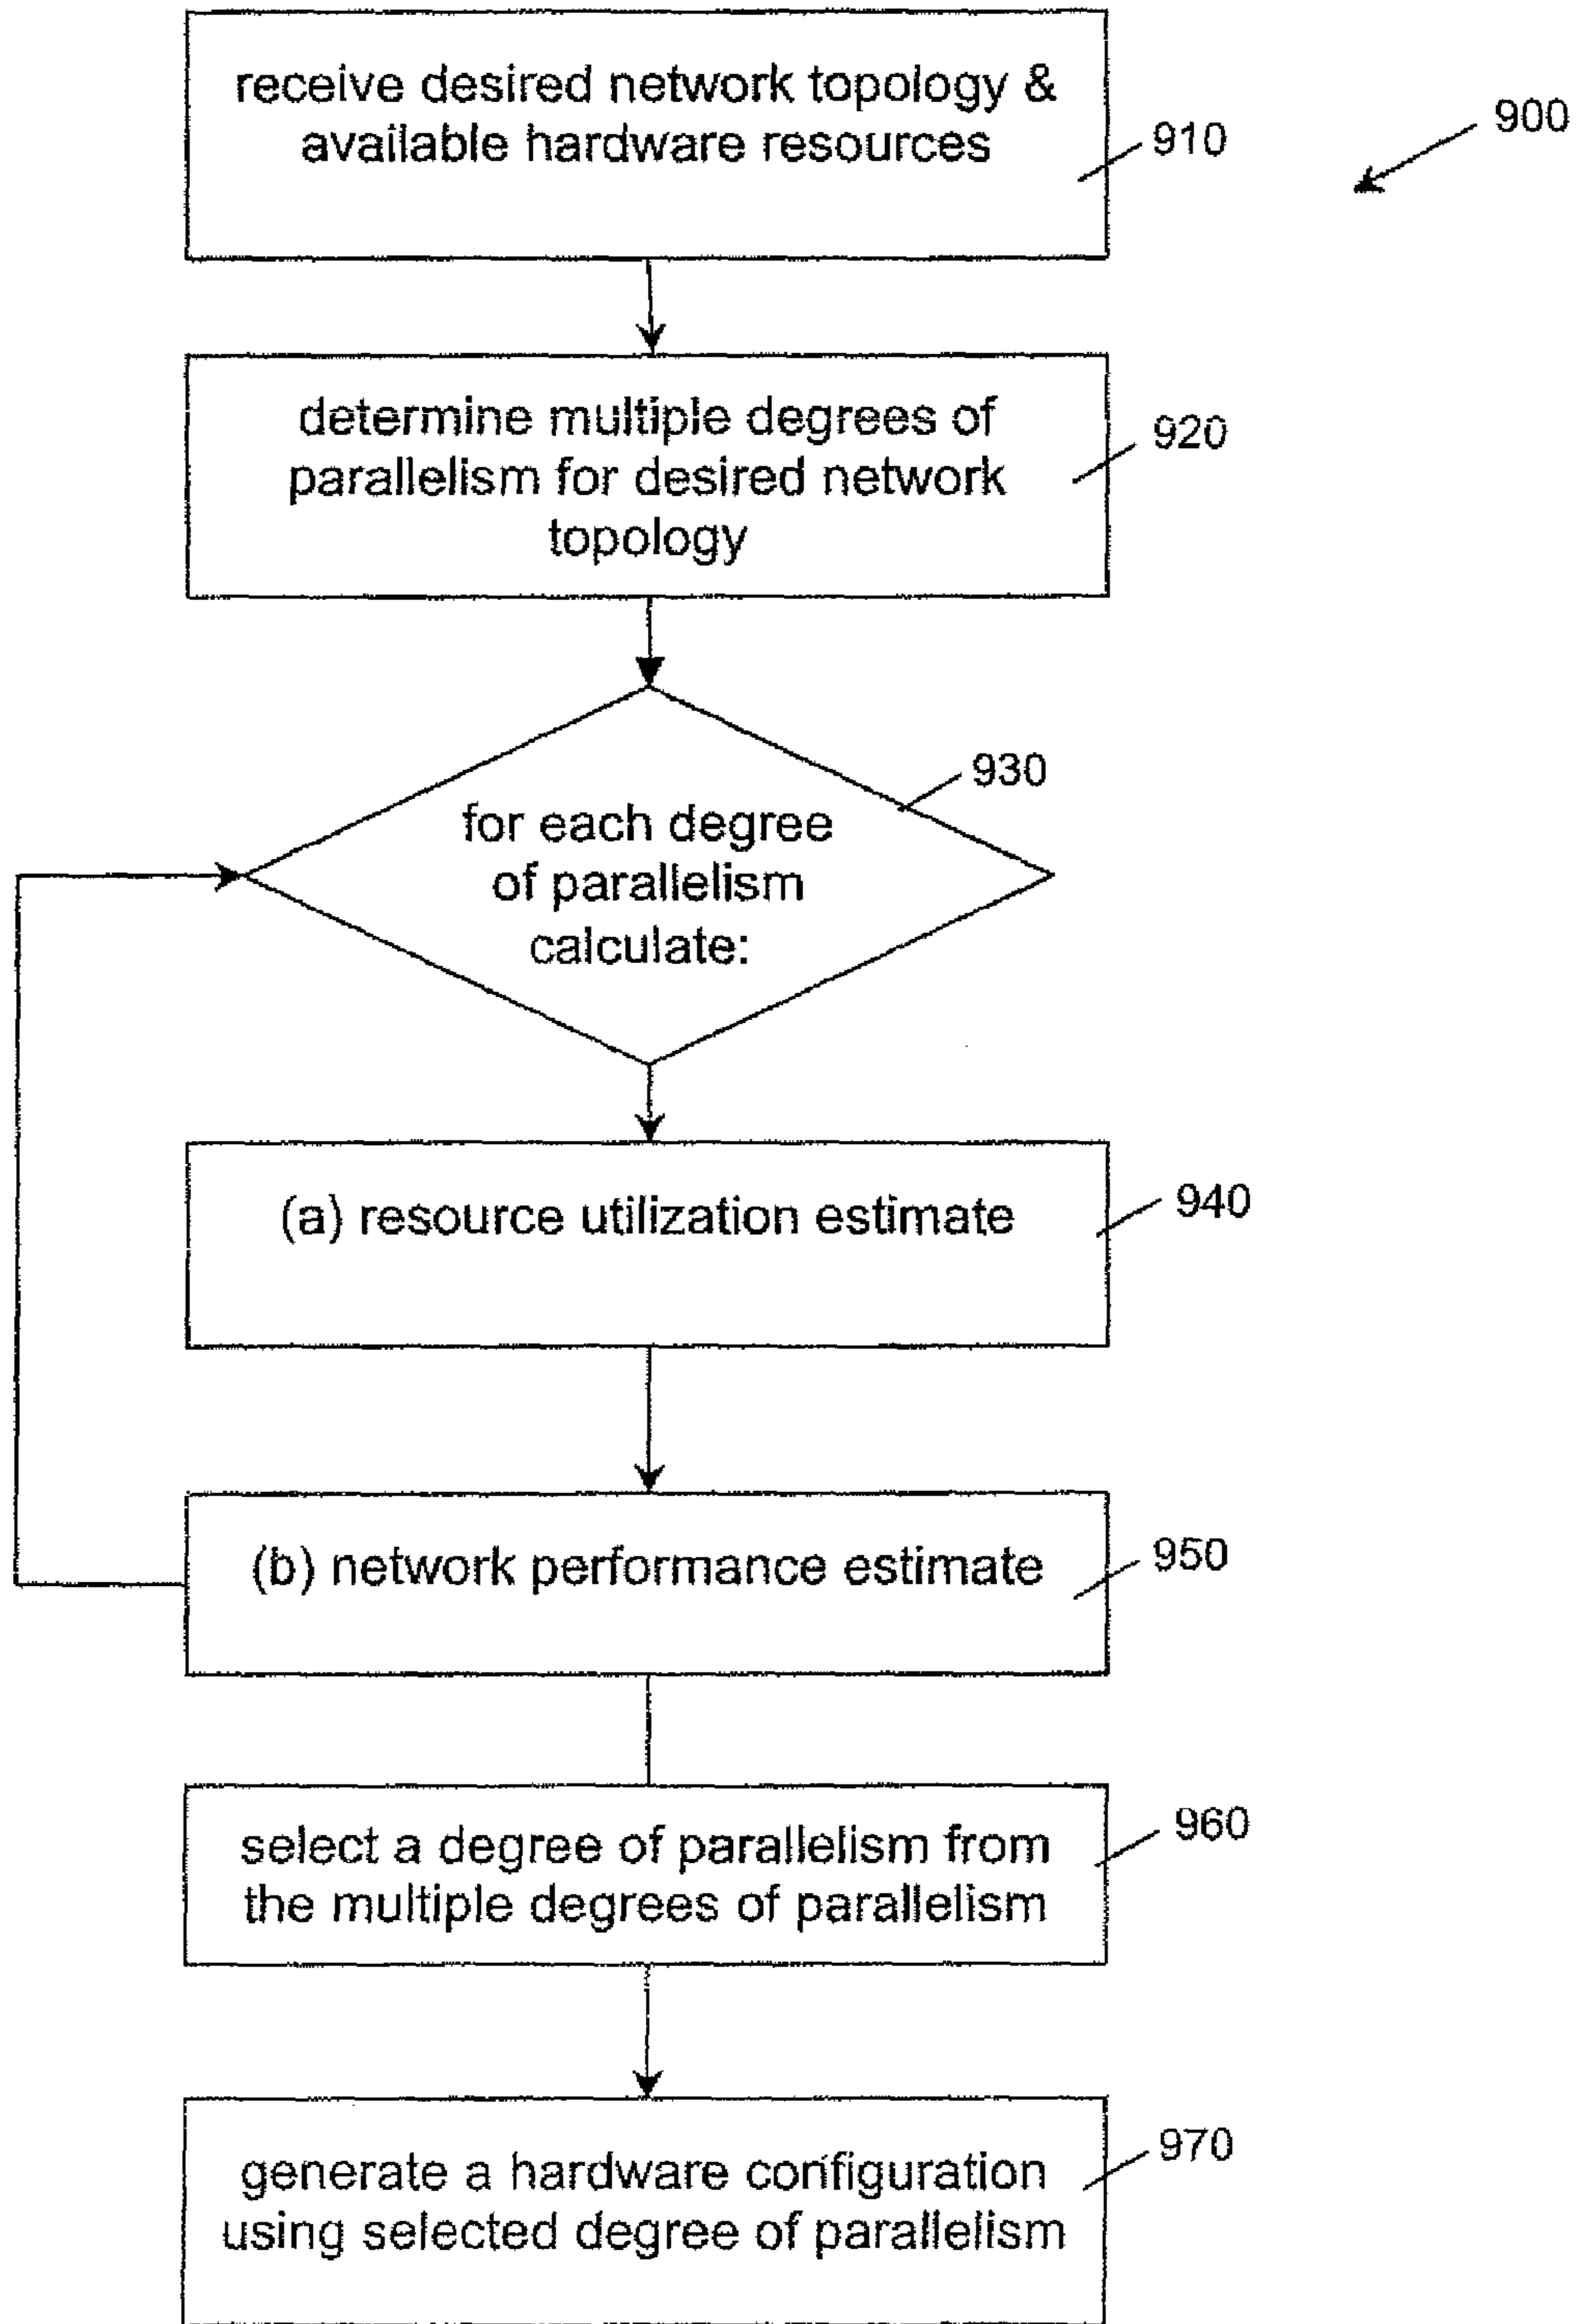 receive desired network topology &
available hardware resources
910
900
determine multiple degrees of
parallelism for desired network
topology
920
930
for each degree
of parallelism
calculate:
(a) resource utilization estimate
940
(b) network performance estimate
950
select a degree of parallelism from
the multiple degrees of parallelism
960
generate a hardware configuration
using selected degree of parallelism
970